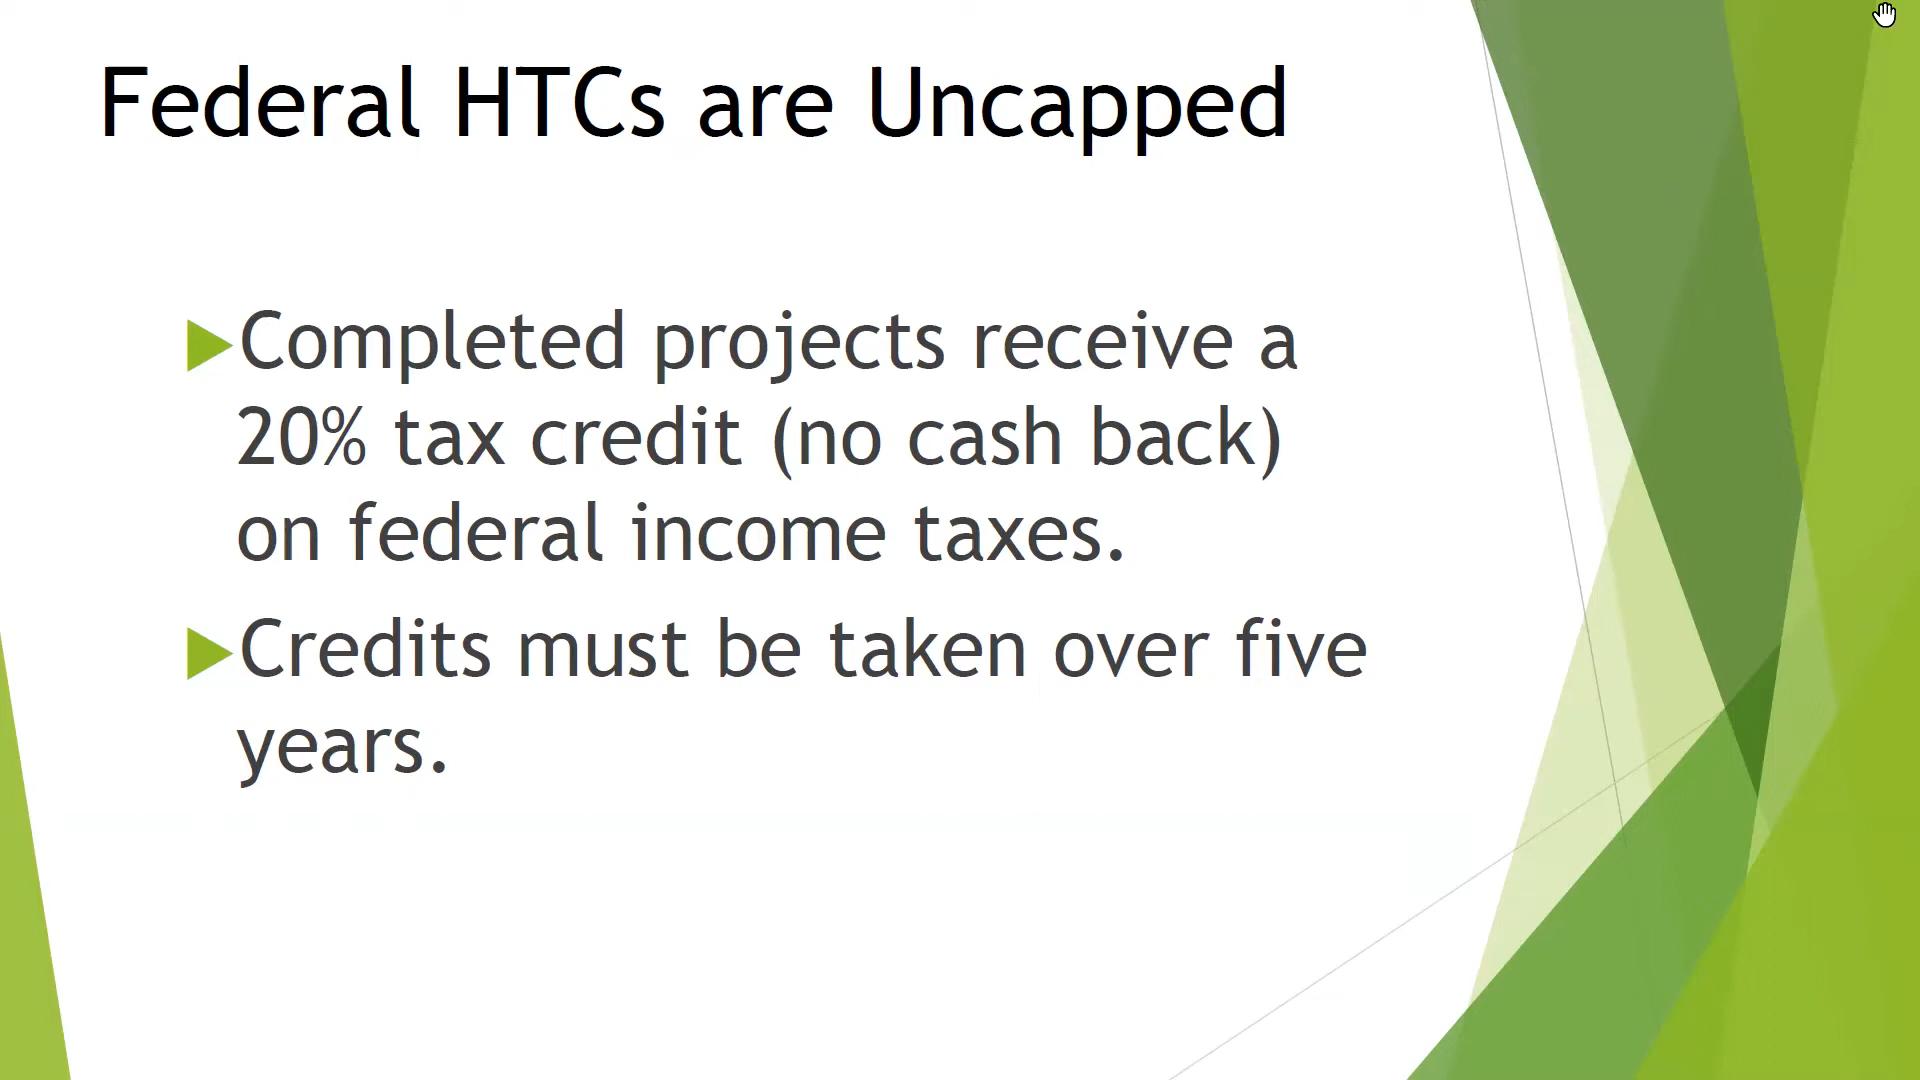 Federal HTCs are Uncapped
Completed projects receive a
20% tax credit (no cash back)
on federal income taxes.
Credits must be taken over five
years.